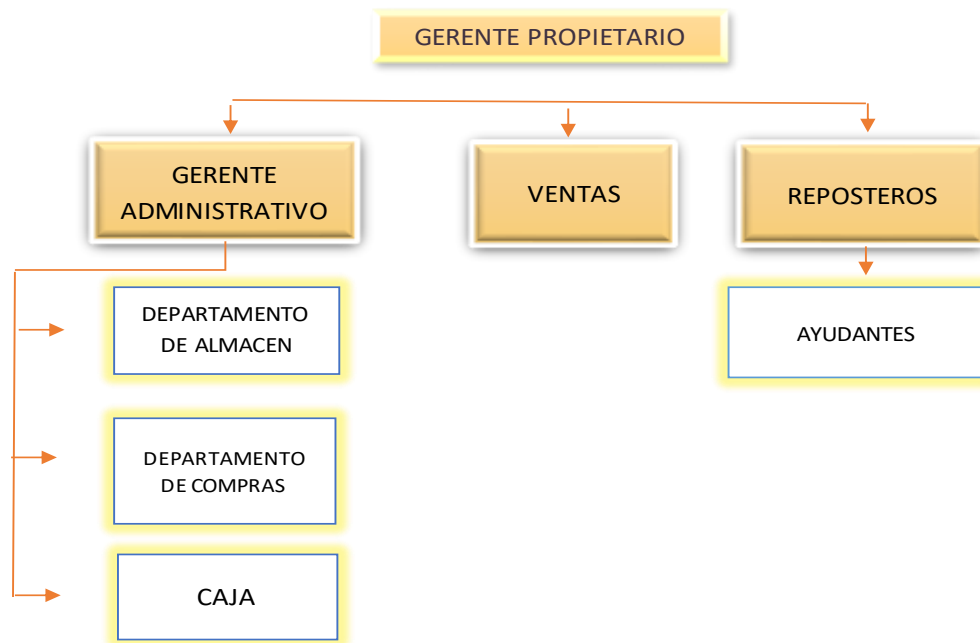 GERENTE PROPIETARIO
GERENTE
ADMINISTRATIVO
VENTAS
REPOSTEROS
DEPARTAMENTO
DE ALMACEN
AYUDANTES
DEPARTAMENTO
DE COMPRAS
CAJA